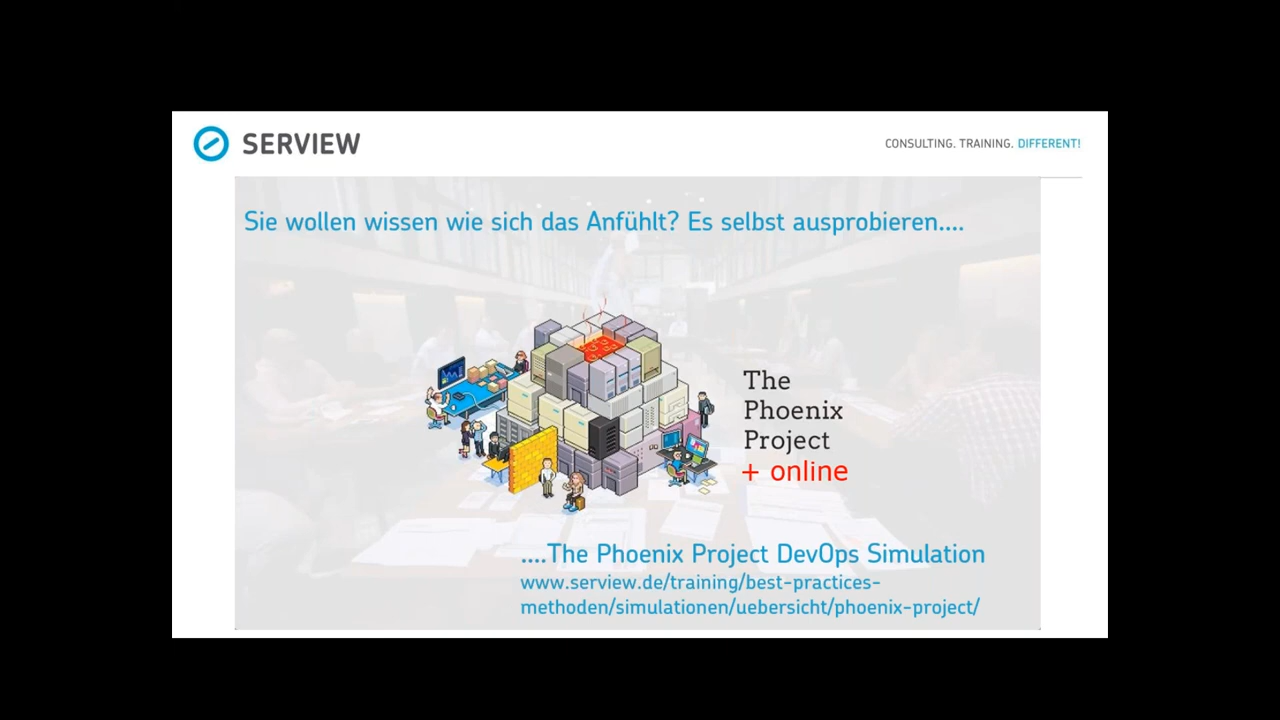 SERVIEW
CONSULTING. TRAINING. DIFFERENT!
Sie wollen wissen wie sich das Anfühlt? Es selbst ausprobieren....
The
Phoenix
Project
+ online
....The Phoenix Project DevOps Simulation
www.serview.de/training/best-practices-
methoden/simulationen/uebersicht/phoenix-project/